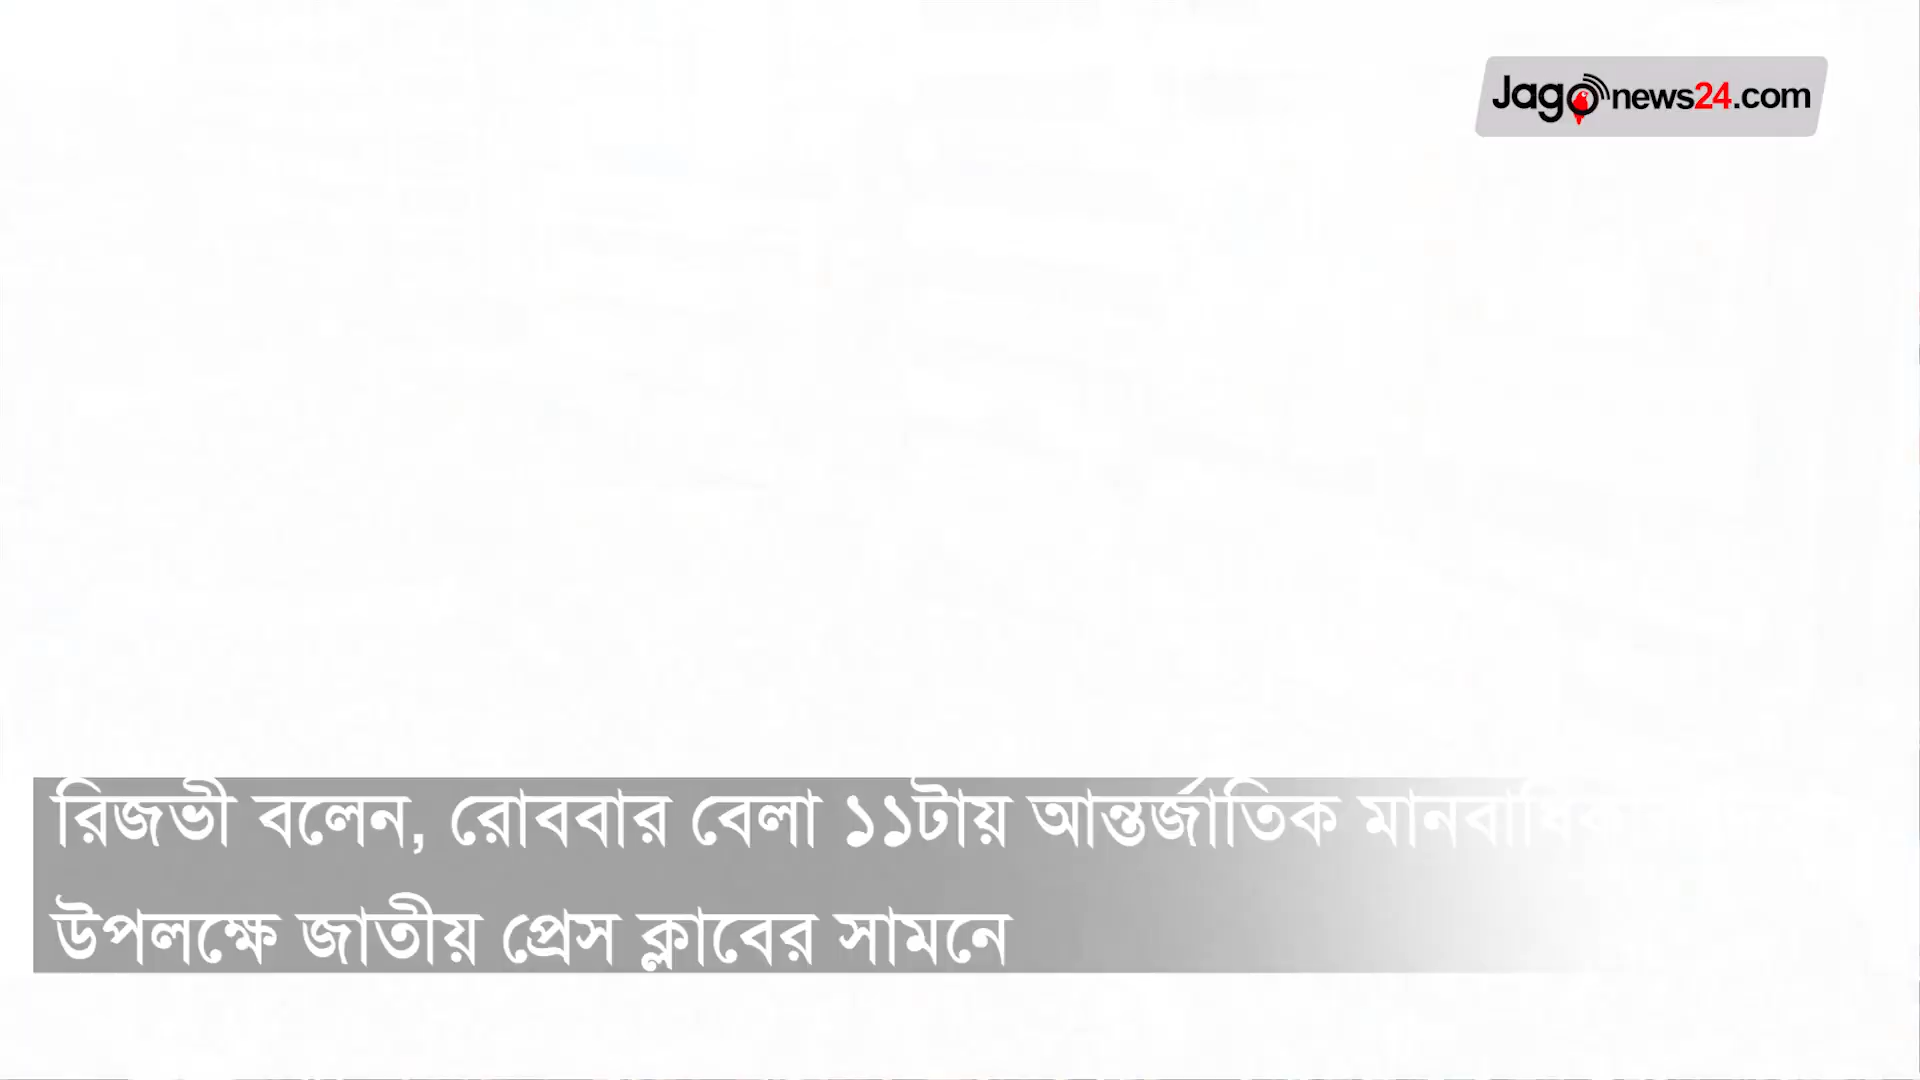 Jagonews24.com
রিজভী বলেন, রোববার বেলা ১১টায় আন্তর্জাতিক
উপলক্ষে জাতীয় প্রেস ক্লাবের সামনে